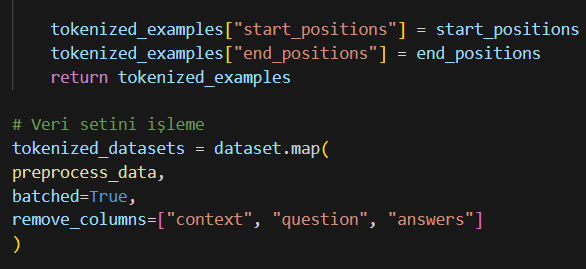 tokenized_examples["start_positions"] = start_positions
tokenized_examples["end_positions"] = end_positions
return tokenized_examples
# Veri setini işleme
tokenized_datasets = dataset.map(
preprocess_data,
batched=True,
remove_columns=["context", "question", "answers"]
)